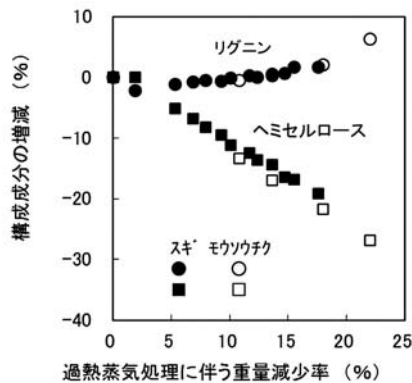 10
0
-10
-20
-30
-40
構成成分の増減 (%)
リグニン
ヘミセルロース
スギ モウソウチク
0 5 10 15 20 25
過熱蒸気処理に伴う重量減少率 (%)